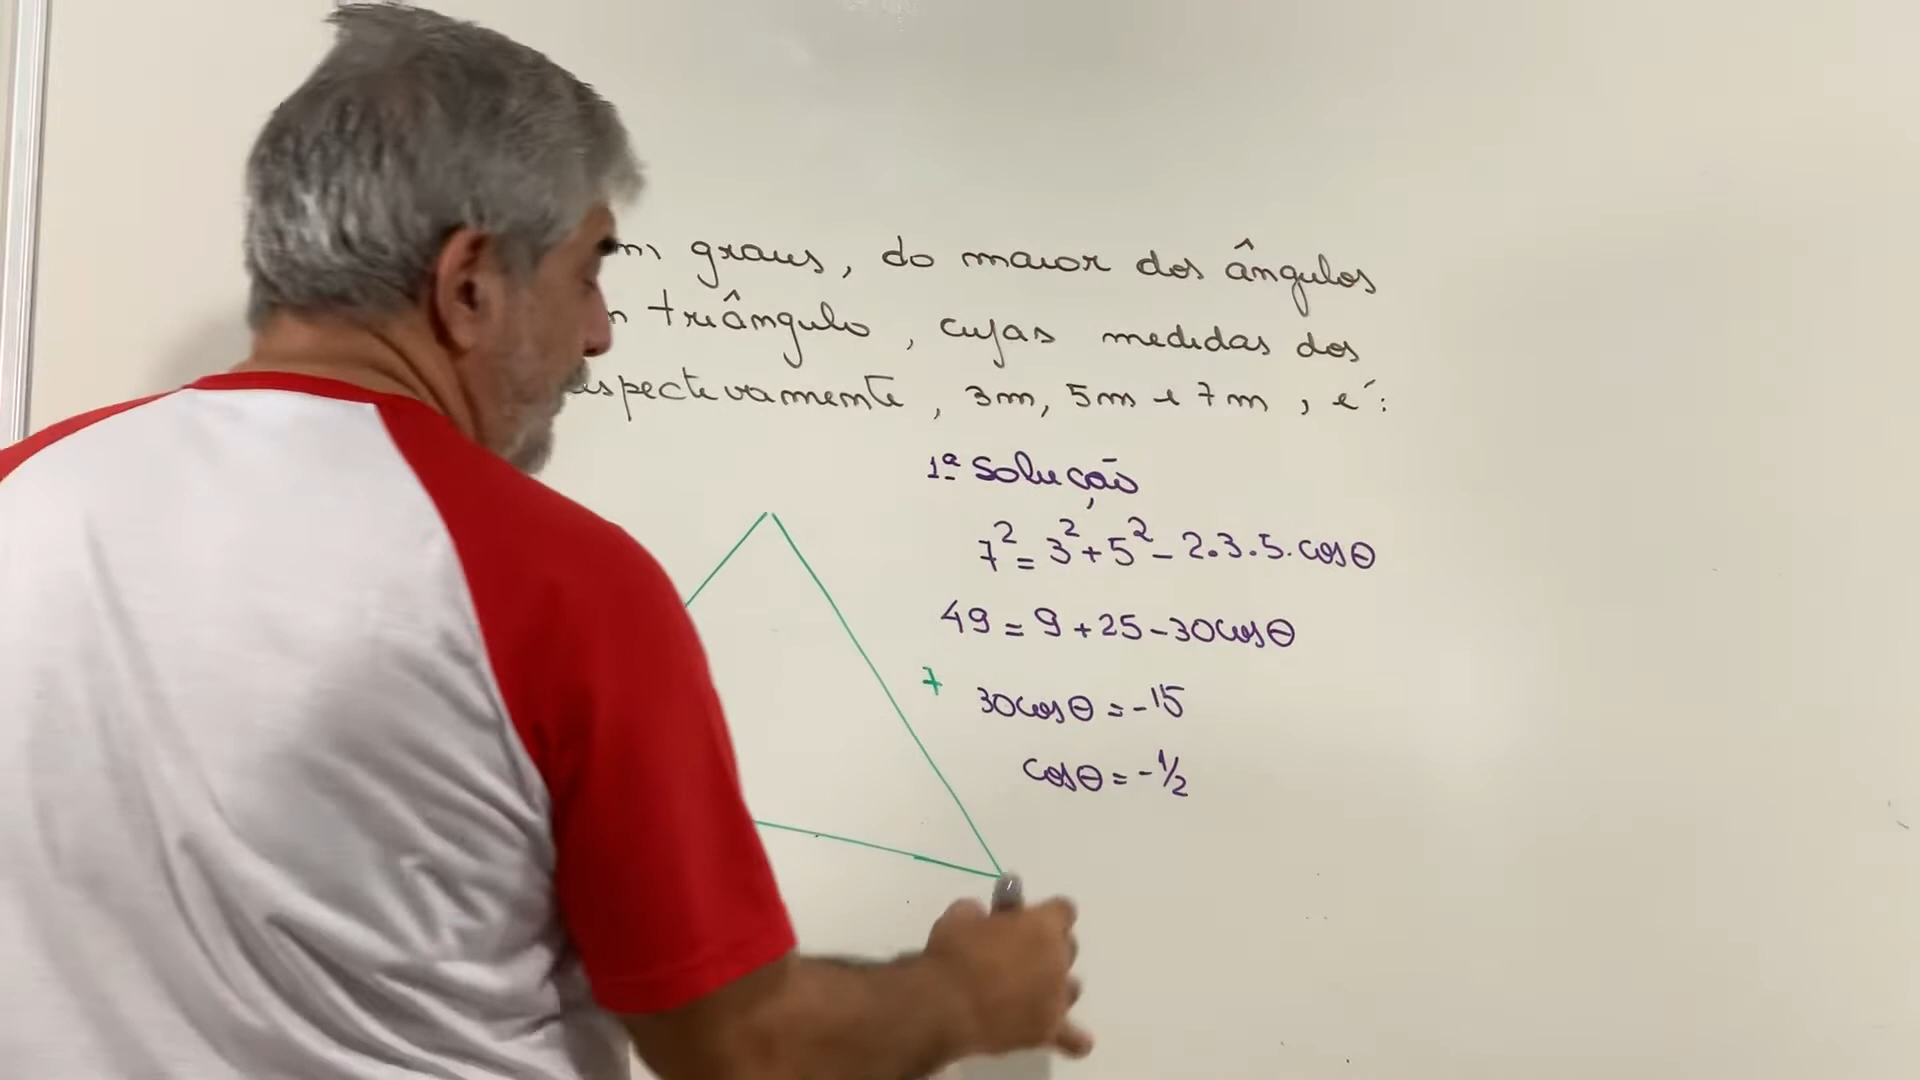 graus, do maior dos ângulos
triângulo, cujas medidas dos
3m, 5m e 7m, é:
1ª Solução
7² = 3² + 5² - 2.3.5.cosθ
49 = 9 + 25 - 30cosθ
7
30cosθ = -15
cosθ = -1/2